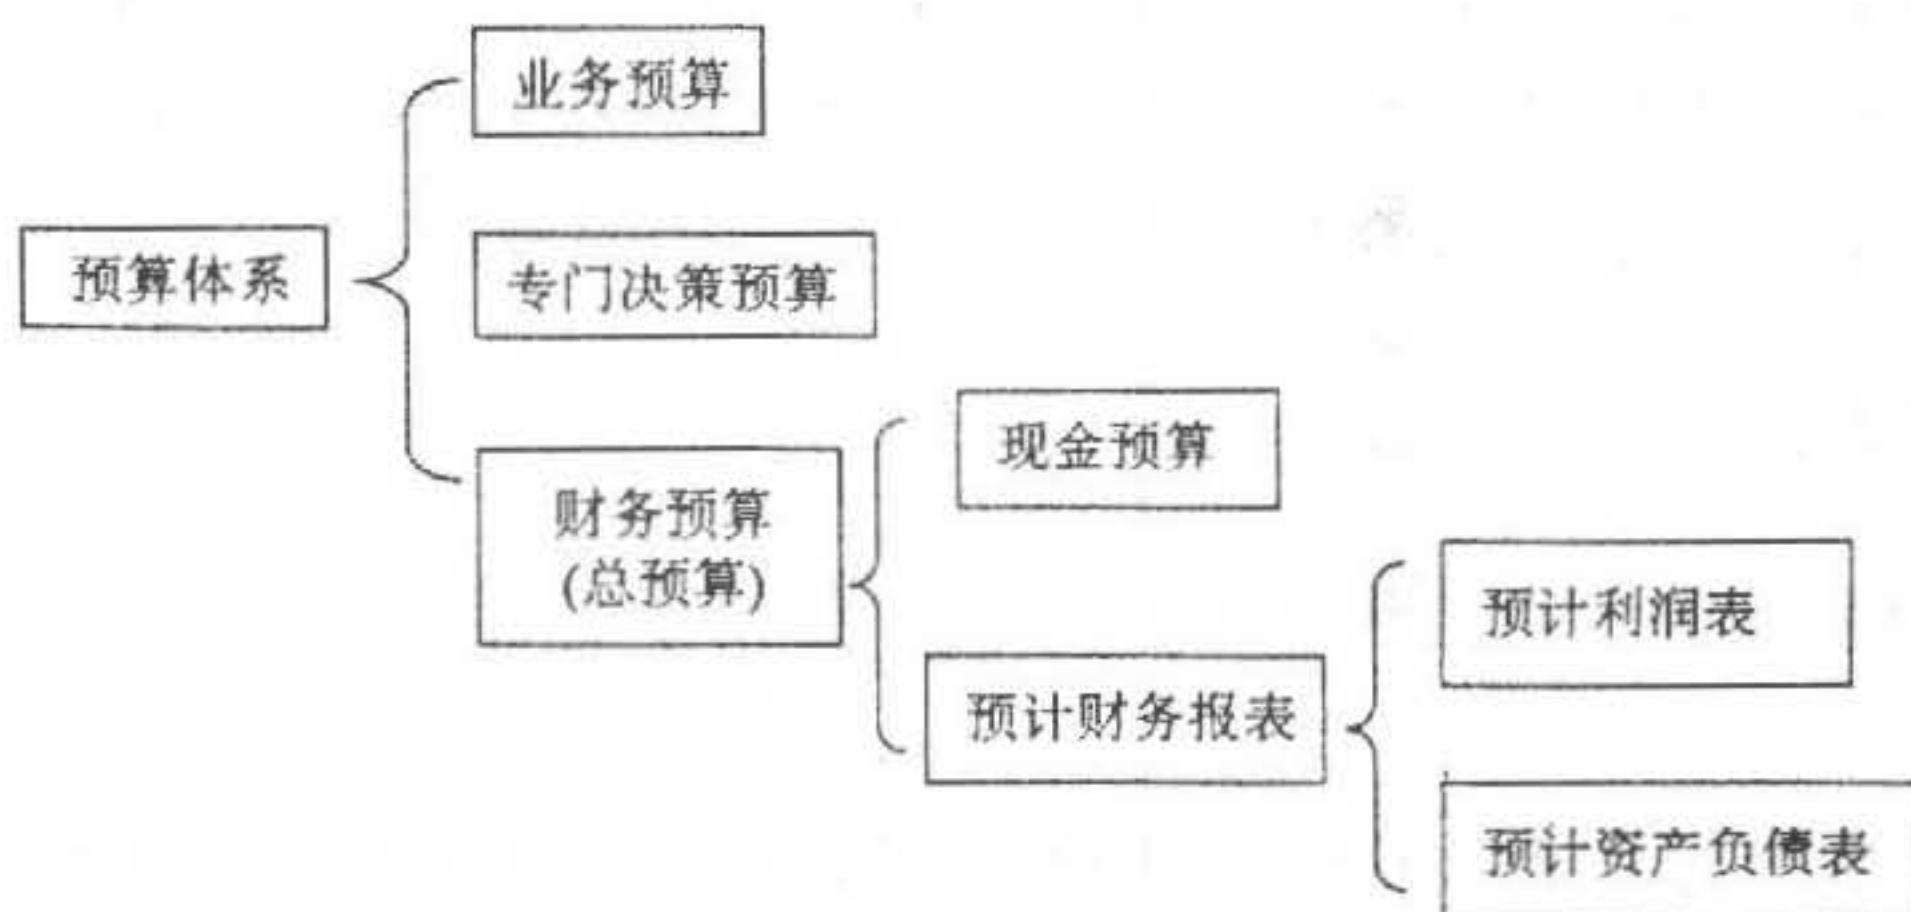 业务预算
预算体系
专门决策预算
财务预算
(总预算)
现金预算
预计财务报表
预计利润表
预计资产负债表